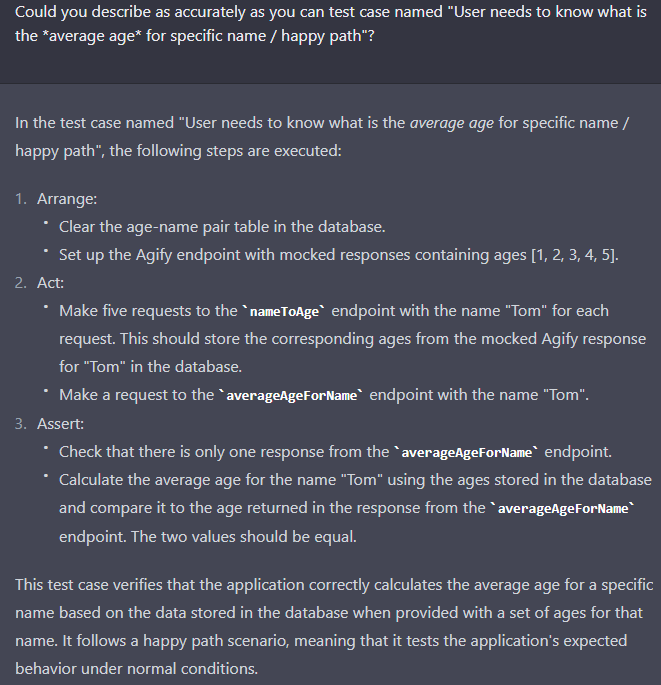 Could you describe as accurately as you can test case named "User needs to know what is
the *average age* for specific name / happy path"?
In the test case named "User needs to know what is the average age for specific name /
happy path", the following steps are executed:
1. Arrange:
• Clear the age-name pair table in the database.
• Set up the Agify endpoint with mocked responses containing ages [1, 2, 3, 4, 5].
2. Act:
• Make five requests to the `nameToAge` endpoint with the name "Tom" for each
request. This should store the corresponding ages from the mocked Agify response
for "Tom" in the database.
• Make a request to the `averageAgeForName` endpoint with the name "Tom".
3. Assert:
• Check that there is only one response from the `averageAgeForName` endpoint.
• Calculate the average age for the name "Tom" using the ages stored in the database
and compare it to the age returned in the response from the `averageAgeForName`
endpoint. The two values should be equal.
This test case verifies that the application correctly calculates the average age for a specific
name based on the data stored in the database when provided with a set of ages for that
name. It follows a happy path scenario, meaning that it tests the application's expected
behavior under normal conditions.